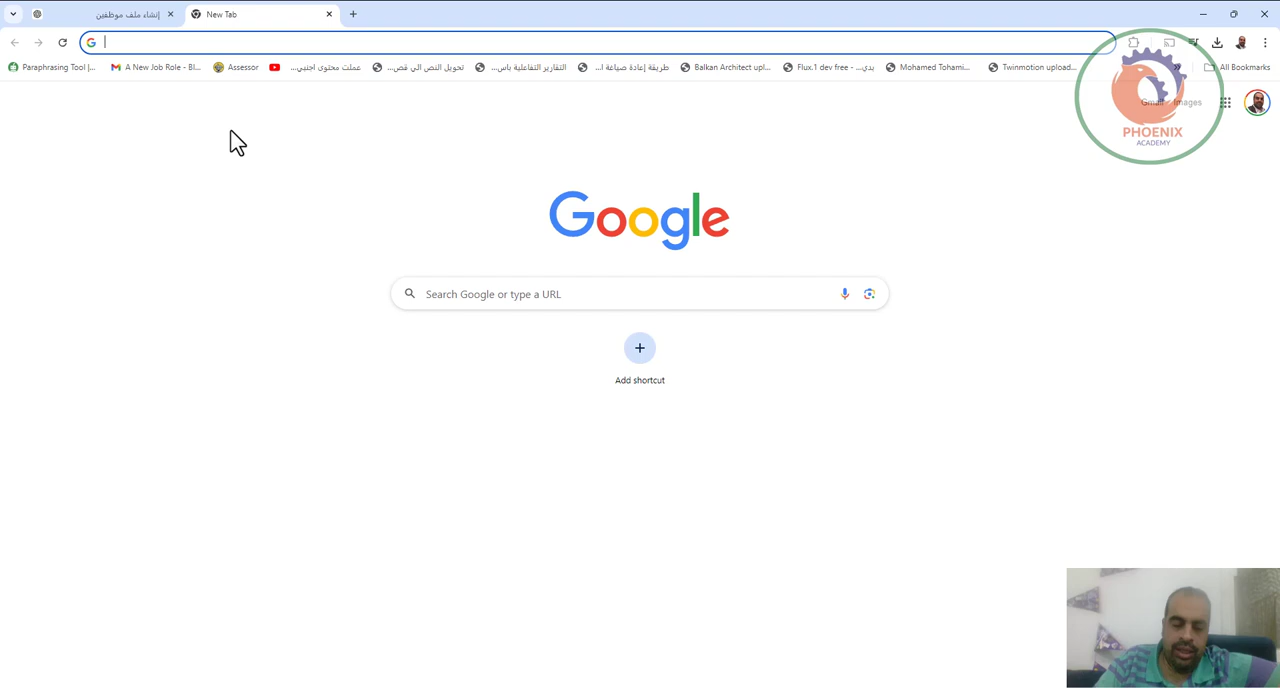 إنشاء ملف موظفين
New Tab
Paraphrasing Tool |...
A New Job Role - Bl...
Assessor
عملت محتوى اجنبي...
تحويل النص الي فص...
التقارير التفاعلية باس...
طريقة إعادة صياغة ا...
Balkan Architect upl...
Flux.1 dev free - بدي...
Mohamed Tohami...
Twinmotion upload...
All Bookmarks
Gmail
Images
PHOENIX
ACADEMY
Google
Search Google or type a URL
Add shortcut